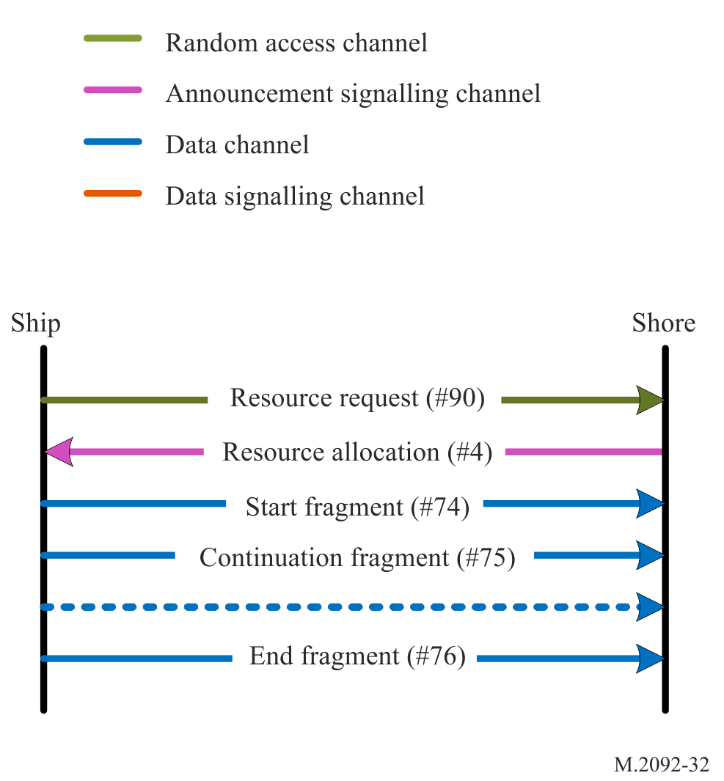 Random access channel
Announcement signalling channel
Data channel
Data signalling channel
Ship
Shore
Resource request (#90)
Resource allocation (#4)
Start fragment (#74)
Continuation fragment (#75)
End fragment (#76)
M.2092-32